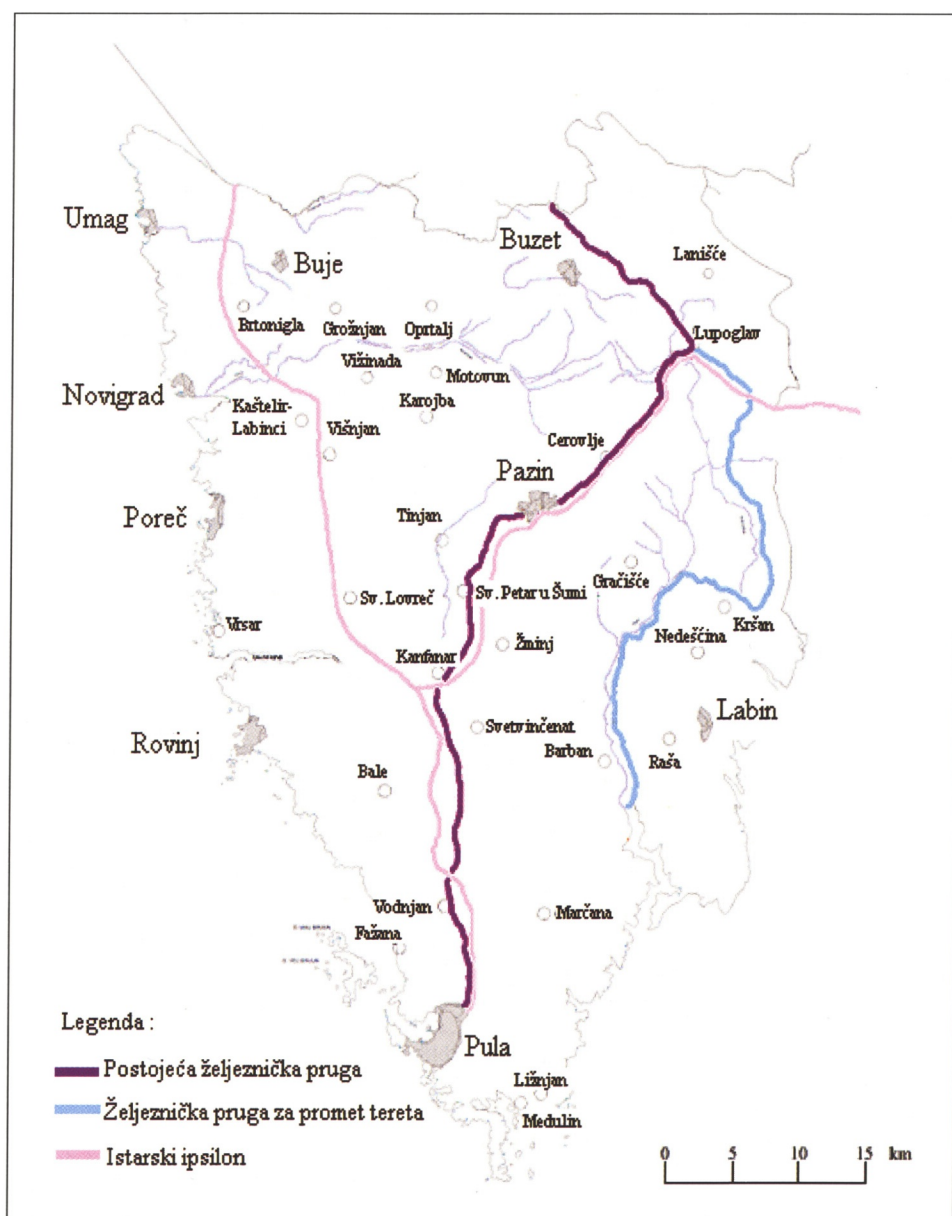 Umag
Buje
Buzet
Lanišće
Brtonigla
Grožnjan
Oprtalj
Lupoglav
Vižinada
Motovun
Novigrad
Kaštelir-
Labinci
Karojba
Višnjan
Cerovlje
Pazin
Poreč
Tinjan
Gračišće
Sv. Lovreč
Sv. Petar u Šumi
Kršan
Vrsar
Nedešćina
Žminj
Kanfanar
Labin
Rovinj
Svetvinčenat
Barban
Raša
Bale
Vodnjan
Marčana
Fažana
Pula
Ližnjan
Medulin
Legenda :
Postojeća željeznička pruga
Željeznička pruga za promet tereta
Istarski ipsilon
0 5 10 15 km